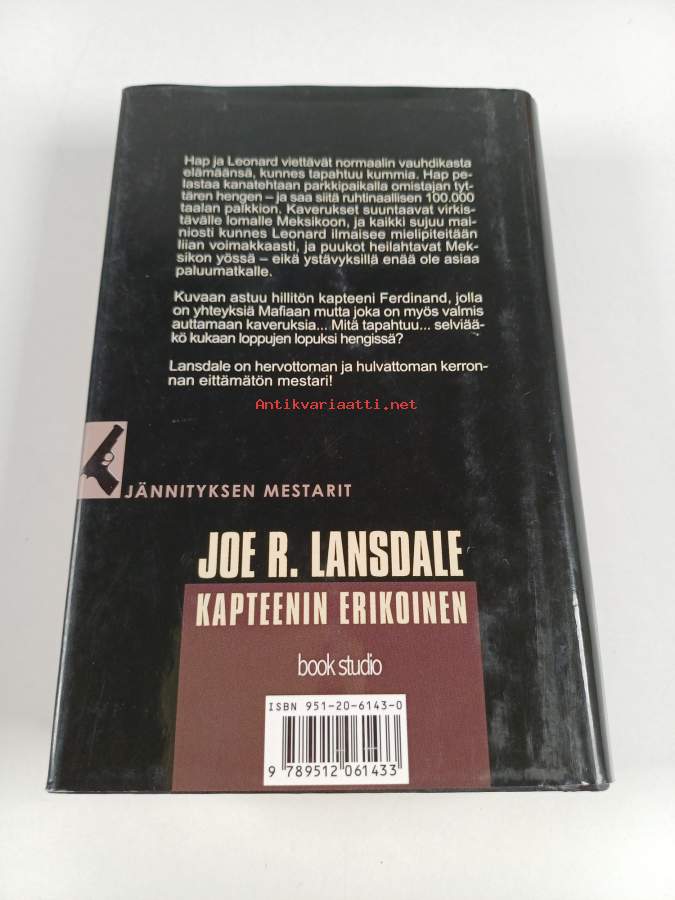 Hap ja Leonard viettävät normaalin vauhdikasta
elämäänsä, kunnes tapahtuu kummia. Hap pe-
lastaa kanatehtaan parkkipaikalla omistajan tyt-
tären hengen – ja saa siitä ruhtinaallisen 100.000
taalan palkkion. Kaverukset suuntaavat virkis-
tävälle lomalle Meksikoon, ja kaikki sujuu mai-
niosti kunnes Leonard ilmaisee mielipiteitään
liian voimakkaasti, ja puukot heilahtavat Mek-
sikon yössä – eikä ystävyksillä enää ole asiaa
paluumatkalle.
Kuvaan astuu hillitön kapteeni Ferdinand, jolla
on yhteyksiä Mafiaan mutta joka on myös valmis
auttamaan kaveruksia... Mitä tapahtuu... selviää-
kö kukaan loppujen lopuksi hengissä?
Lansdale on hervottoman ja hulvattoman kerron-
nan eittämätön mestari!
Antikvariaatti.net
JÄNNITYKSEN MESTARIT
JOE R. LANSDALE
KAPTEENIN ERIKOINEN
book studio
ISBN 951-20-6143-0
9 789512 061433